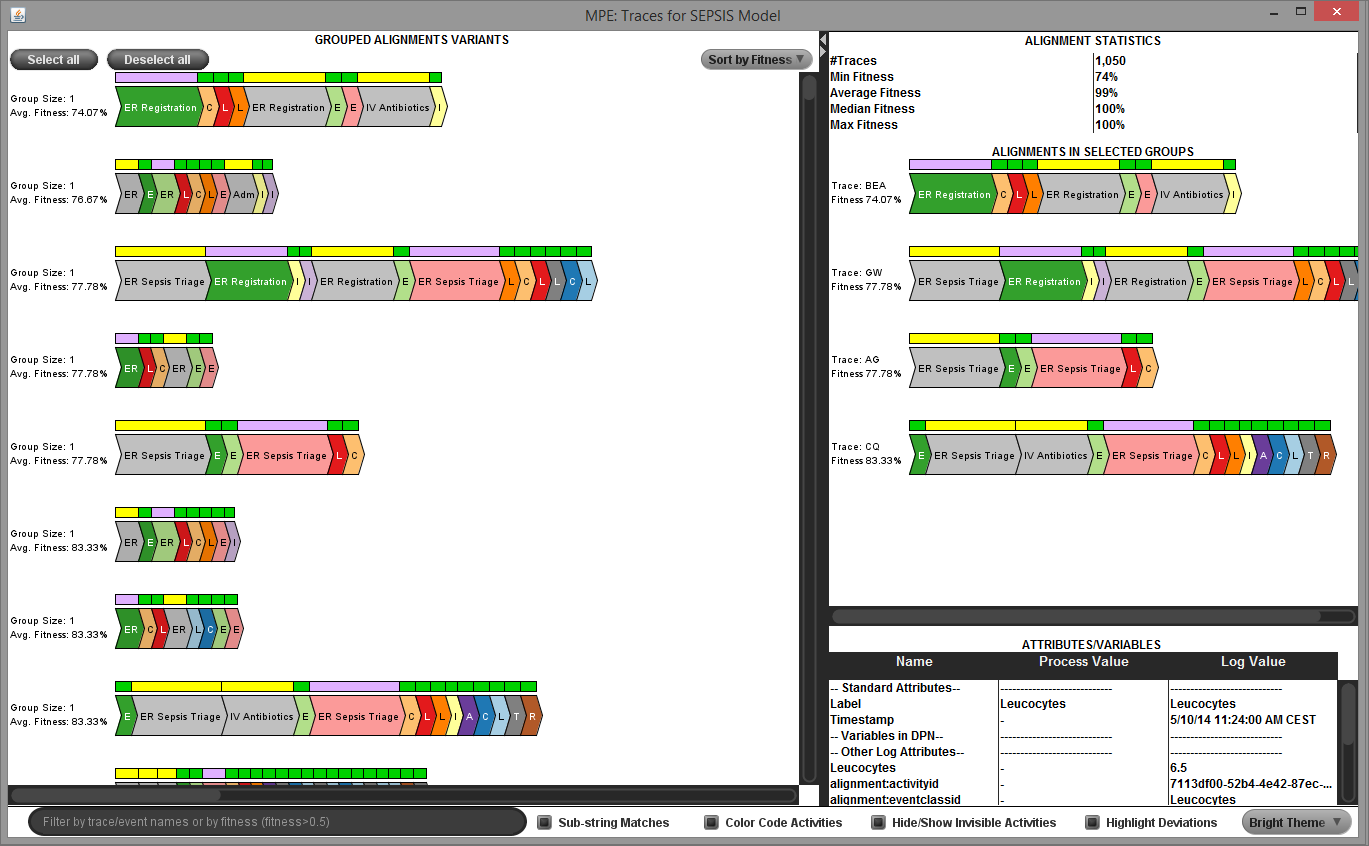 MPE: Traces for SEPSIS Model
GROUPED ALIGNMENTS VARIANTS
Select all
Deselect all
Sort by Fitness
Group Size: 1
Avg. Fitness: 74.07%
ER Registration C L L ER Registration E E IV Antibiotics I
Group Size: 1
Avg. Fitness: 76.67%
ER E ER L C L E Adm I I
Group Size: 1
Avg. Fitness: 77.78%
ER Sepsis Triage ER Registration I I ER Registration E ER Sepsis Triage L C L L C L
Group Size: 1
Avg. Fitness: 77.78%
ER L C ER E E
Group Size: 1
Avg. Fitness: 77.78%
ER Sepsis Triage E E ER Sepsis Triage L C
Group Size: 1
Avg. Fitness: 83.33%
ER E ER L C L E I
Group Size: 1
Avg. Fitness: 83.33%
ER C L ER L C E E
Group Size: 1
Avg. Fitness: 83.33%
E ER Sepsis Triage IV Antibiotics E ER Sepsis Triage C L L I A C L T R
ALIGNMENT STATISTICS
#Traces 1,050
Min Fitness 74%
Average Fitness 99%
Median Fitness 100%
Max Fitness 100%
ALIGNMENTS IN SELECTED GROUPS
Trace: BEA
Fitness 74.07%
ER Registration C L L ER Registration E E IV Antibiotics I
Trace: GW
Fitness 77.78%
ER Sepsis Triage ER Registration I I ER Registration E ER Sepsis Triage L C L L
Trace: AG
Fitness 77.78%
ER Sepsis Triage E E ER Sepsis Triage L C
Trace: CQ
Fitness 83.33%
E ER Sepsis Triage IV Antibiotics E ER Sepsis Triage C L L I A C L T R
ATTRIBUTES/VARIABLES
Name Process Value Log Value
-- Standard Attributes-- ---------------------------- ----------------------------
Label Leucocytes Leucocytes
Timestamp - 5/10/14 11:24:00 AM CEST
-- Variables in DPN-- ---------------------------- ----------------------------
-- Other Log Attributes-- ---------------------------- ----------------------------
Leucocytes - 6.5
alignment:activityid - 7113df00-52b4-4e42-87ec-...
alignment:eventclassid - Leucocytes
Filter by trace/event names or by fitness (fitness>0.5)
Sub-string Matches
Color Code Activities
Hide/Show Invisible Activities
Highlight Deviations
Bright Theme